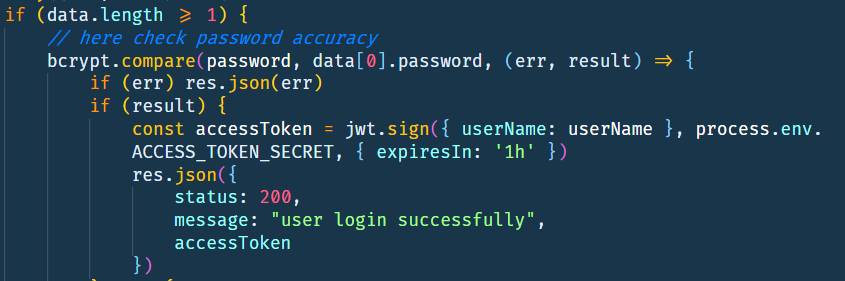 if (data.length >= 1) {
// here check password accuracy
bcrypt.compare(password, data[0].password, (err, result) => {
if (err) res.json(err)
if (result) {
const accessToken = jwt.sign({ userName: userName }, process.env.
ACCESS_TOKEN_SECRET, { expiresIn: '1h' })
res.json({
status: 200,
message: "user login successfully",
accessToken
})